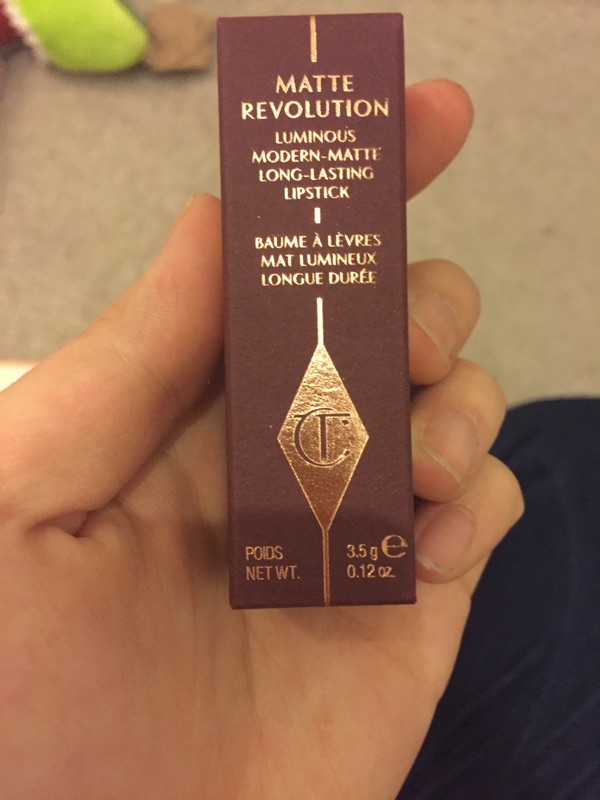 MATTE
REVOLUTION
LUMINOUS
MODERN-MATTE
LONG-LASTING
LIPSTICK
BAUME À LÈVRES
MAT LUMINEUX
LONGUE DURÉE
CT
POIDS 3.5 g ℮
NET WT. 0.12 oz.